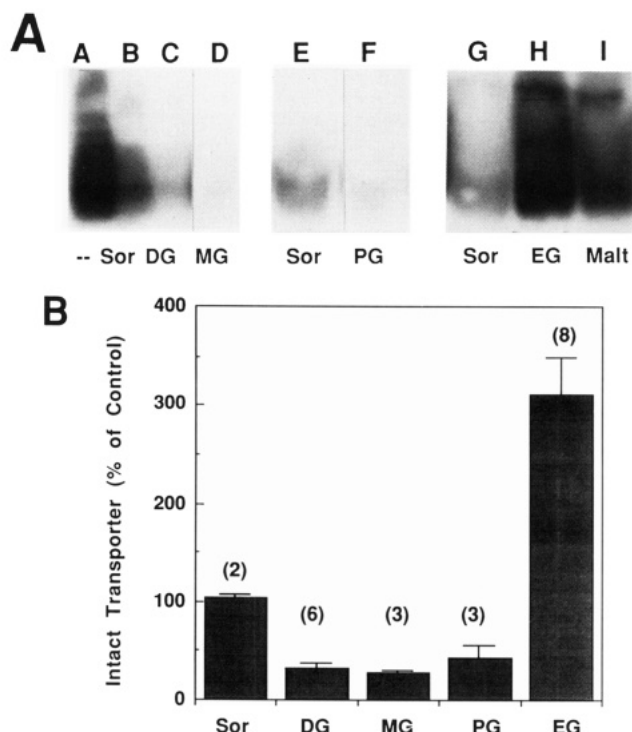 A
A B C D E F G H I
-- Sor DG MG Sor PG Sor EG Malt
B
Intact Transporter (% of Control)
400
300
200
100
0
(2)
(6)
(3)
(3)
(8)
Sor DG MG PG EG